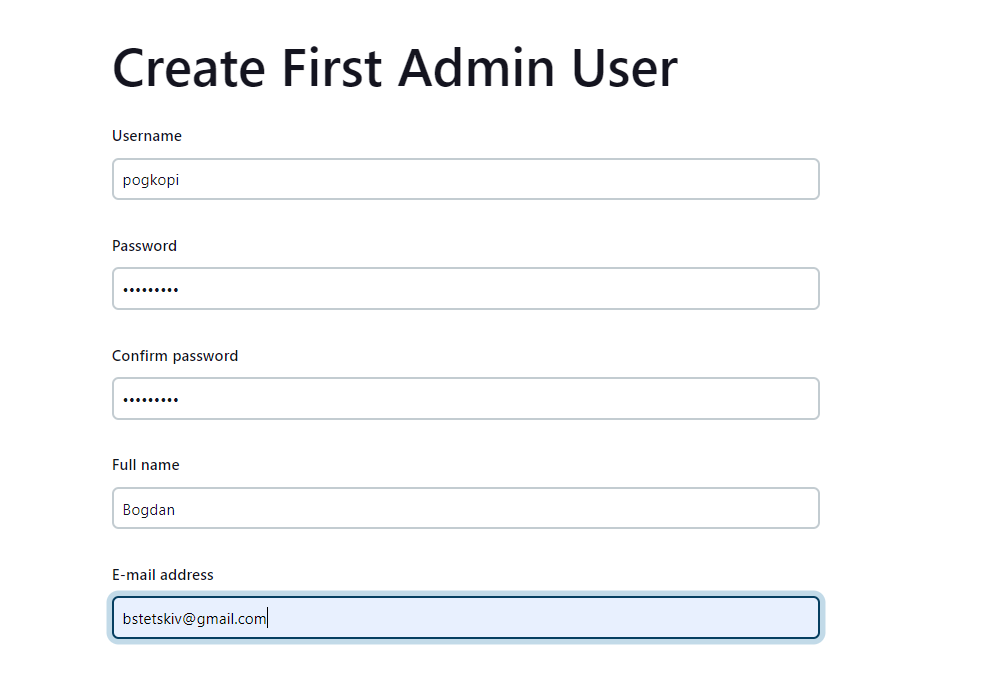 Create First Admin User
Username
pogkopi
Password
•••••••••
Confirm password
•••••••••
Full name
Bogdan
E-mail address
bstetskiv@gmail.com